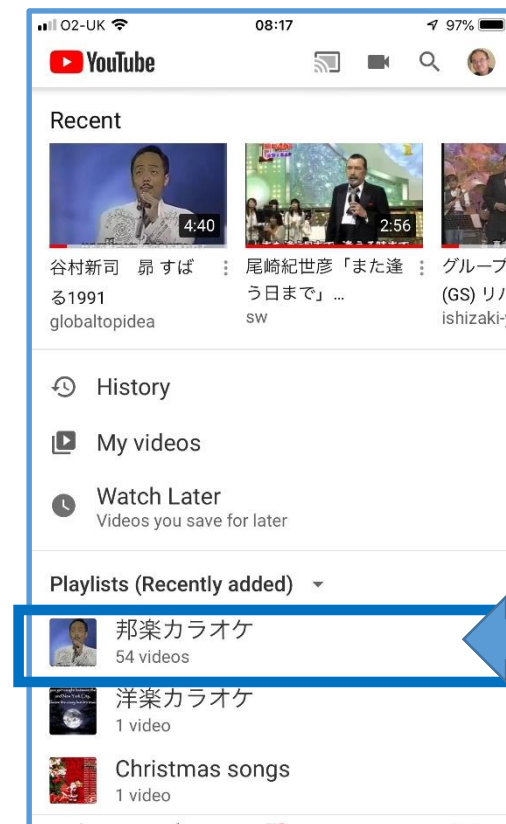 O2-UK 08:17 97%
YouTube
Recent
4:40
2:56
谷村新司 昴 すば
る1991
globaltopidea
尾崎紀世彦「また逢
う日まで」...
sw
グループ
(GS) リ
ishizaki-
History
My videos
Watch Later
Videos you save for later
Playlists (Recently added)
邦楽カラオケ
54 videos
洋楽カラオケ
1 video
Christmas songs
1 video